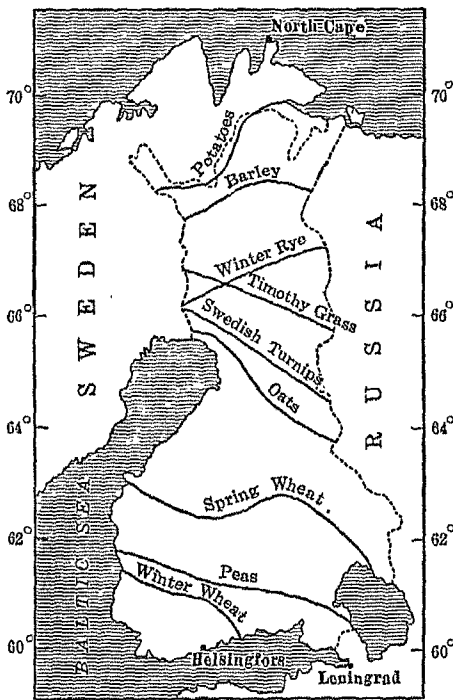 North Cape
70°
70°
Potatoes
Barley
68°
68°
SWEDEN
RUSSIA
Winter Rye
Timothy Grass
66°
66°
Swedish Turnips
Oats
64°
64°
Spring Wheat
BALTIC SEA
62°
62°
Peas
Winter Wheat
60°
60°
Helsingfors
Leningrad